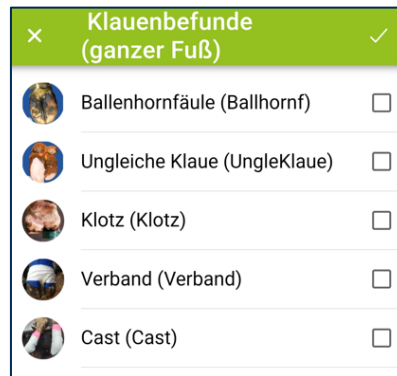 Klauenbefunde
(ganzer Fuß)
Ballenhornfäule (Ballhornf)
Ungleiche Klaue (UngleKlaue)
Klotz (Klotz)
Verband (Verband)
Cast (Cast)